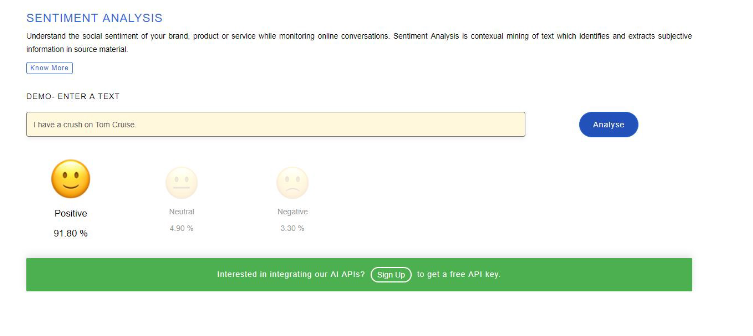 SENTIMENT ANALYSIS
Understand the social sentiment of your brand, product or service while monitoring online conversations. Sentiment Analysis is contexual mining of text which identifies and extracts subjective
information in source material.
Know More
DEMO- ENTER A TEXT
I have a crush on Tom Cruise
Analyse
Positive Neutral Negative
91.80 % 4.90 % 3.30 %
Interested in integrating our AI APIs? Sign Up to get a free API key.